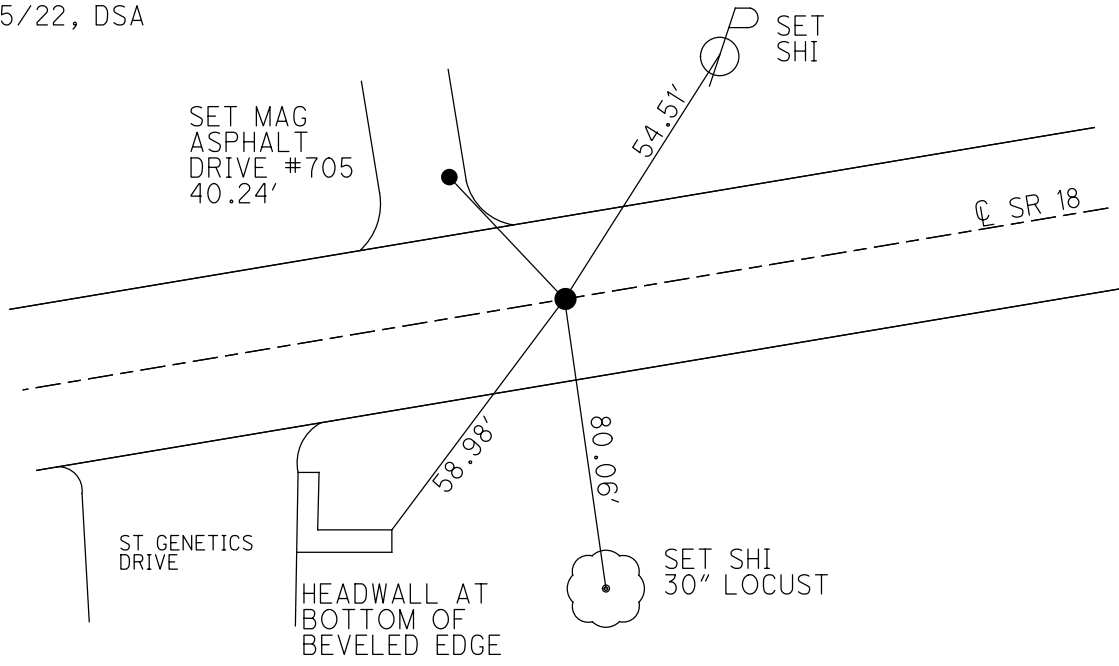 5/22, DSA
SET
SHI
SET MAG
ASPHALT
DRIVE #705
40.24'
54.51'
℄ SR 18
58.98'
80.06'
ST GENETICS
DRIVE
SET SHI
30" LOCUST
HEADWALL AT
BOTTOM OF
BEVELED EDGE